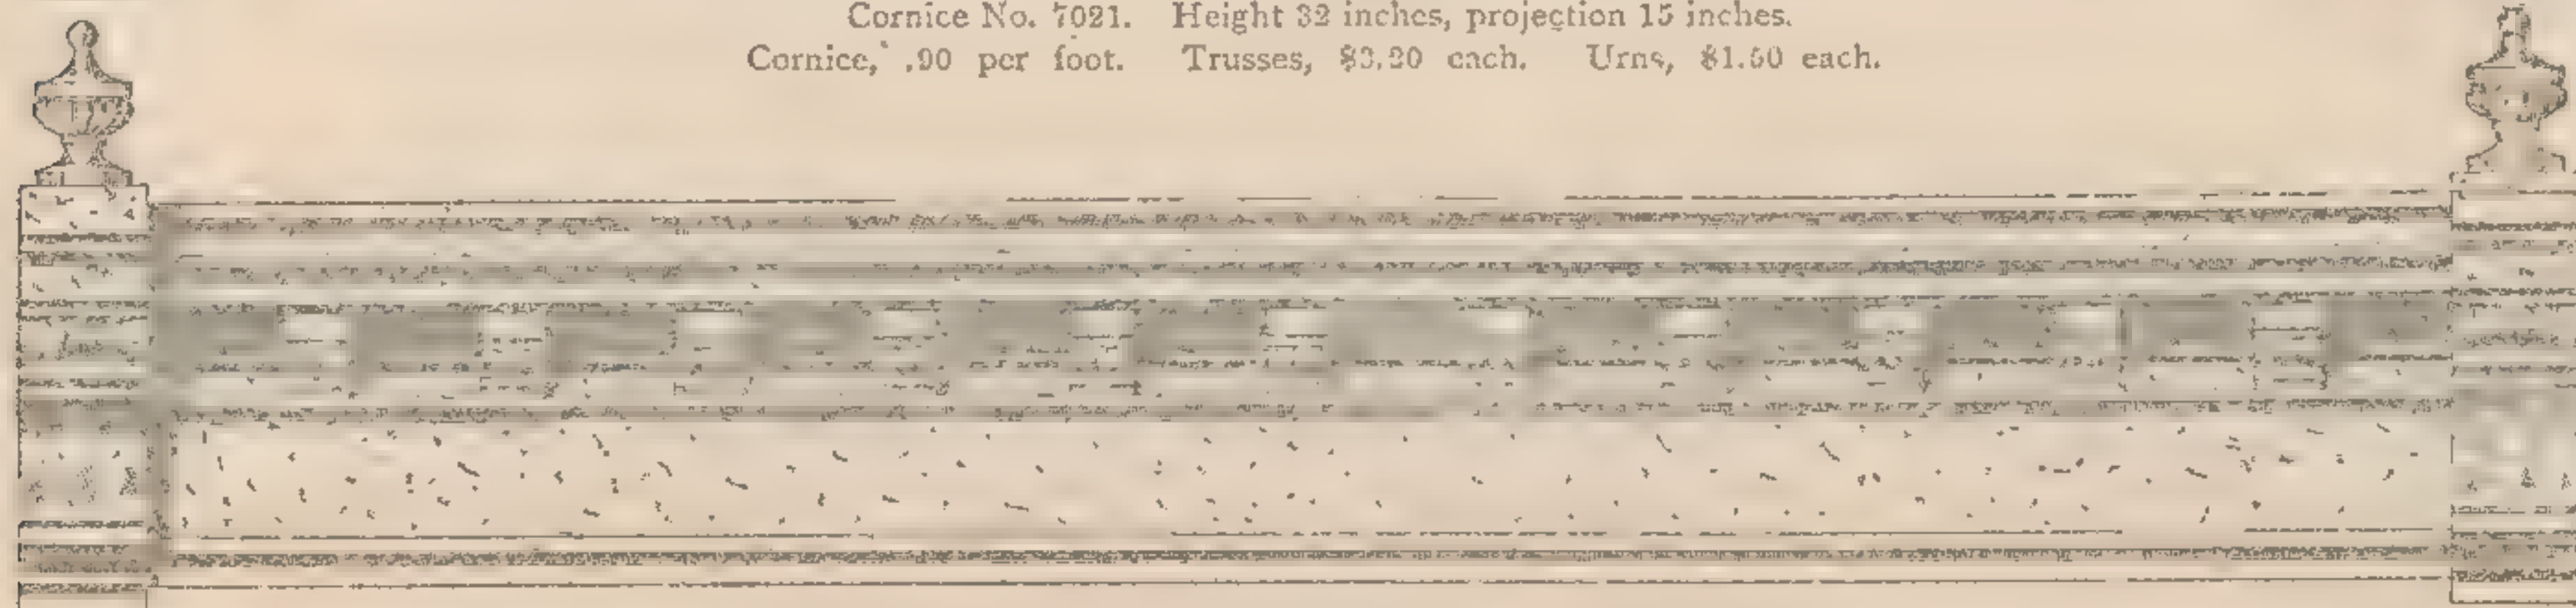 Cornice No. 7021. Height 32 inches, projection 15 inches.
Cornice, .90 per foot. Trusses, $3.20 each. Urns, $1.60 each.